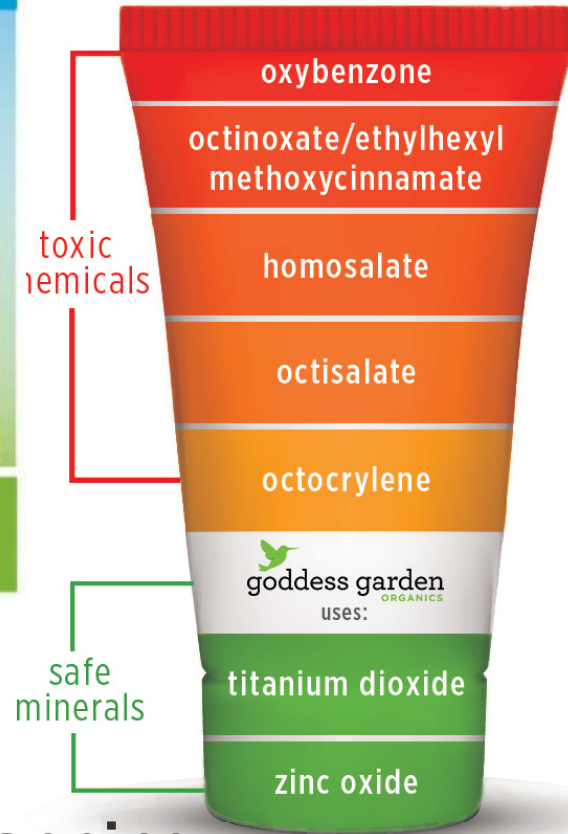 oxybenzone
octinoxate/ethylhexyl
methoxycinnamate
homosalate
octisalate
octocrylene
toxic
hemicals
goddess garden
ORGANICS
uses:
titanium dioxide
zinc oxide
safe
minerals